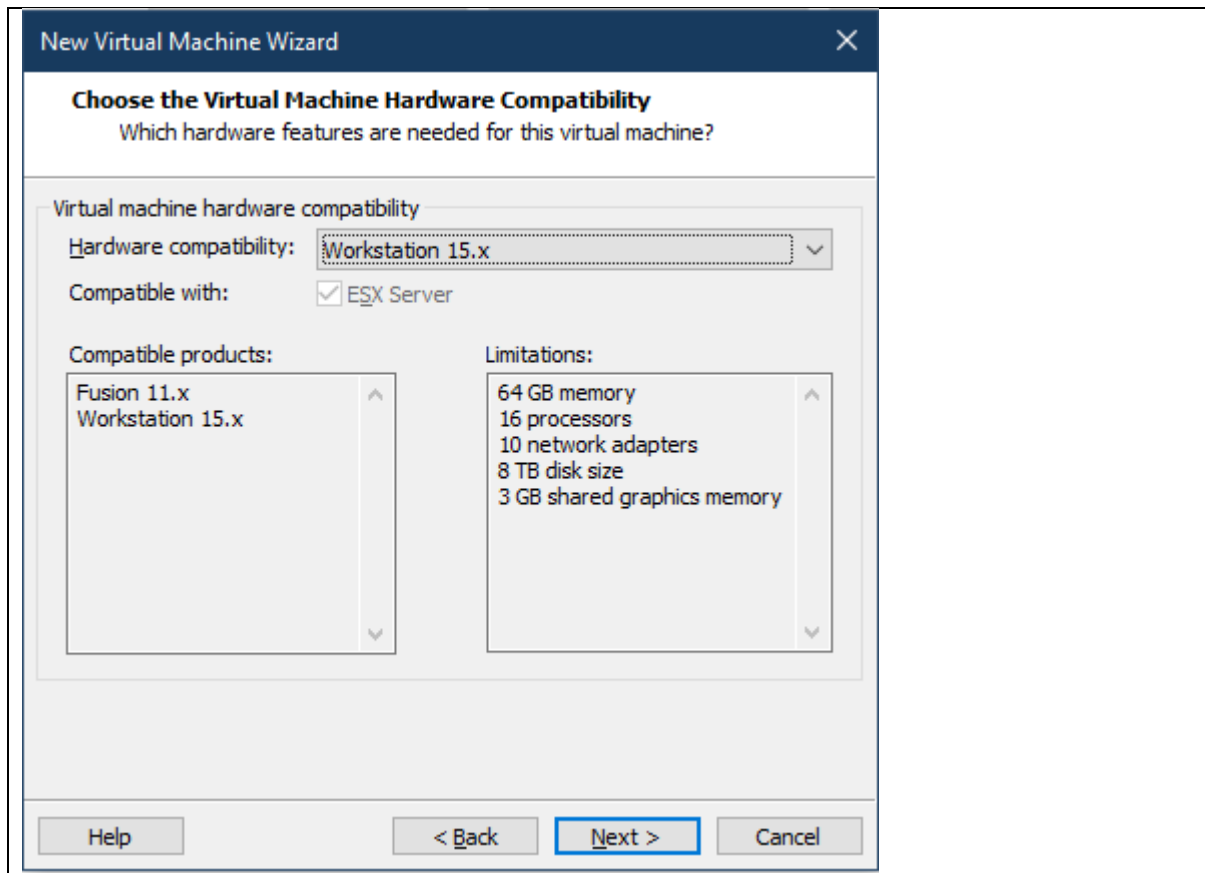 New Virtual Machine Wizard
Choose the Virtual Machine Hardware Compatibility
Which hardware features are needed for this virtual machine?
Virtual machine hardware compatibility
Hardware compatibility: Workstation 15.x
Compatible with: ESX Server
Compatible products:
Fusion 11.x
Workstation 15.x
Limitations:
64 GB memory
16 processors
10 network adapters
8 TB disk size
3 GB shared graphics memory
Help < Back Next > Cancel